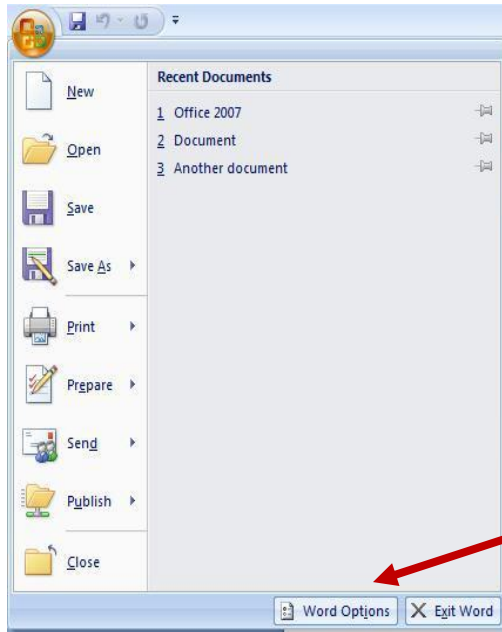 New
Open
Save
Save As
Print
Prepare
Send
Publish
Close
Recent Documents
1 Office 2007
2 Document
3 Another document
Word Options
Exit Word